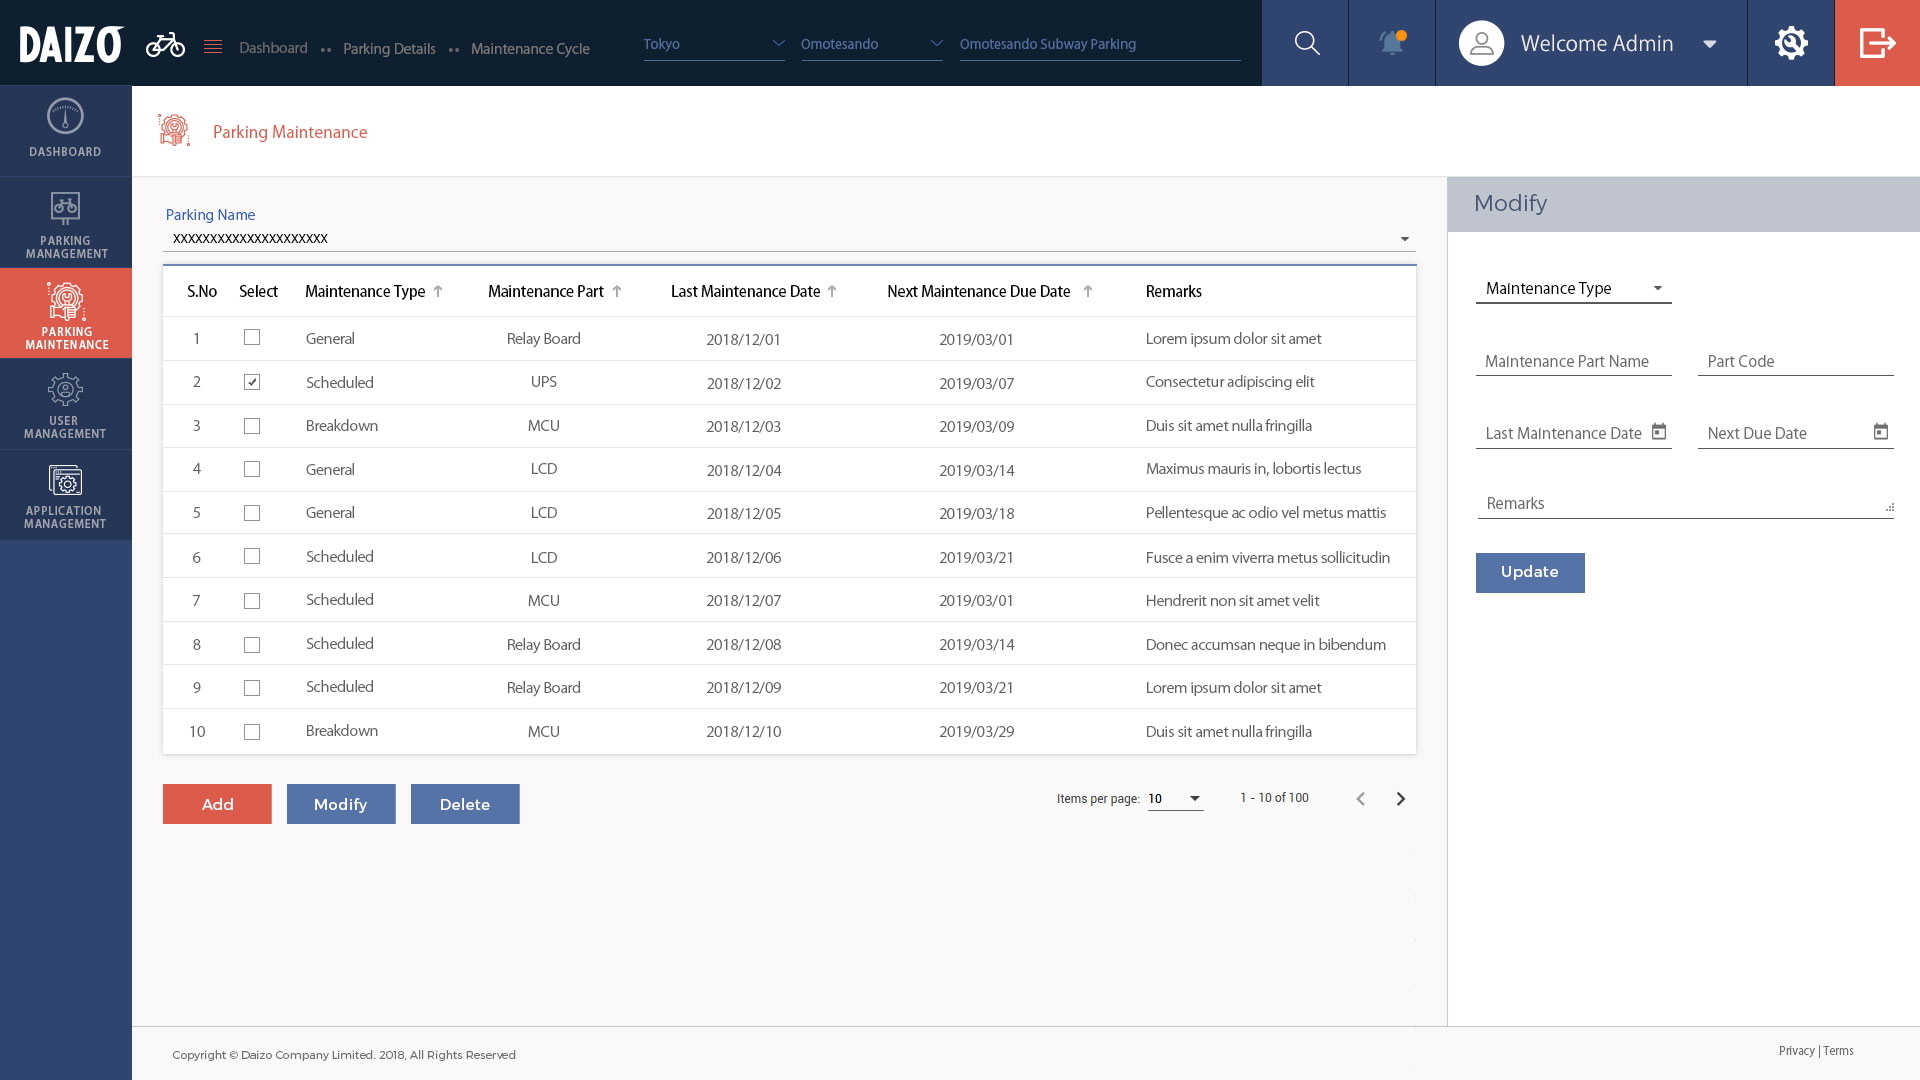 DAIZO
Dashboard •• Parking Details •• Maintenance Cycle
Tokyo
Omotesando
Omotesando Subway Parking
Welcome Admin
DASHBOARD
PARKING
MANAGEMENT
PARKING
MAINTENANCE
USER
MANAGEMENT
APPLICATION
MANAGEMENT
Parking Maintenance
Parking Name
XXXXXXXXXXXXXXXXXXXXX
S.No Select Maintenance Type Maintenance Part Last Maintenance Date Next Maintenance Due Date Remarks
1 General Relay Board 2018/12/01 2019/03/01 Lorem ipsum dolor sit amet
2 Scheduled UPS 2018/12/02 2019/03/07 Consectetur adipiscing elit
3 Breakdown MCU 2018/12/03 2019/03/09 Duis sit amet nulla fringilla
4 General LCD 2018/12/04 2019/03/14 Maximus mauris in, lobortis lectus
5 General LCD 2018/12/05 2019/03/18 Pellentesque ac odio vel metus mattis
6 Scheduled LCD 2018/12/06 2019/03/21 Fusce a enim viverra metus sollicitudin
7 Scheduled MCU 2018/12/07 2019/03/01 Hendrerit non sit amet velit
8 Scheduled Relay Board 2018/12/08 2019/03/14 Donec accumsan neque in bibendum
9 Scheduled Relay Board 2018/12/09 2019/03/21 Lorem ipsum dolor sit amet
10 Breakdown MCU 2018/12/10 2019/03/29 Duis sit amet nulla fringilla
Add
Modify
Delete
Items per page: 10
1 - 10 of 100
Modify
Maintenance Type
Maintenance Part Name
Part Code
Last Maintenance Date
Next Due Date
Remarks
Update
Copyright © Daizo Company Limited. 2018, All Rights Reserved
Privacy | Terms